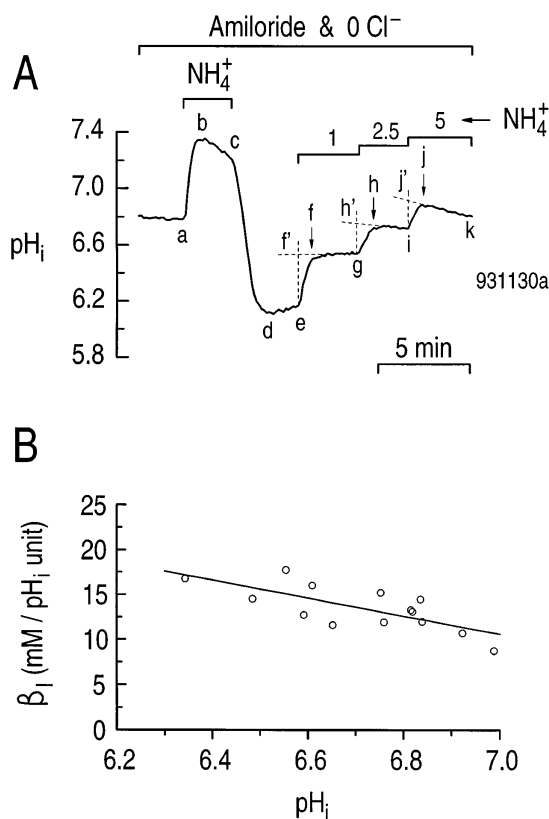 Amiloride & 0 Cl⁻
A
NH₄⁺
b
c
7.4
7.0
6.6
6.2
5.8
pHᵢ
a
d
e
f'
f
g
h'
h
i
j'
j
k
1
2.5
5
NH₄⁺
931130a
5 min
B
25
20
15
10
5
0
β_I (mM / pHᵢ unit)
6.2 6.4 6.6 6.8 7.0
pHᵢ